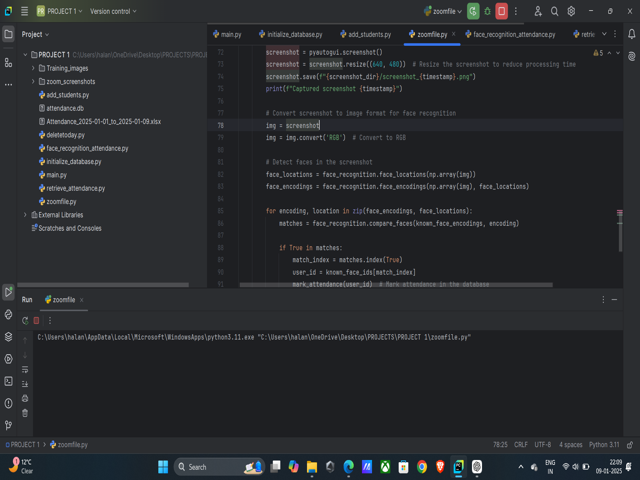 PR PROJECT 1 Version control zoomfile
Project
main.py initialize_database.py add_students.py zoomfile.py face_recognition_attendance.py retrie
PROJECT 1 C:\Users\halan\OneDrive\Desktop\PROJECTS\PROJECT
Training_images
zoom_screenshots
add_students.py
attendance.db
Attendance_2025-01-01_to_2025-01-09.xlsx
deletetoday.py
face_recognition_attendance.py
initialize_database.py
main.py
retrieve_attendance.py
zoomfile.py
External Libraries
Scratches and Consoles
5
72 screenshot = pyautogui.screenshot()
73 screenshot = screenshot.resize((640, 480)) # Resize the screenshot to reduce processing time
74 screenshot.save(f"{screenshot_dir}/screenshot_{timestamp}.png")
75 print(f"Captured screenshot {timestamp}")
76
77 # Convert screenshot to image format for face recognition
78 img = screenshot
79 img = img.convert('RGB') # Convert to RGB
80
81 # Detect faces in the screenshot
82 face_locations = face_recognition.face_locations(np.array(img))
83 face_encodings = face_recognition.face_encodings(np.array(img), face_locations)
84
85 for encoding, location in zip(face_encodings, face_locations):
86 matches = face_recognition.compare_faces(known_face_encodings, encoding)
87
88 if True in matches:
89 match_index = matches.index(True)
90 user_id = known_face_ids[match_index]
91 mark_attendance(user_id) # Mark attendance in the database
Run zoomfile
C:\Users\halan\AppData\Local\Microsoft\WindowsApps\python3.11.exe "C:\Users\halan\OneDrive\Desktop\PROJECTS\PROJECT 1\zoomfile.py"
PROJECT 1 > zoomfile.py 78:25 CRLF UTF-8 4 spaces Python 3.11
12°C
Clear
Search
ENG
IN
22:09
09-01-2025